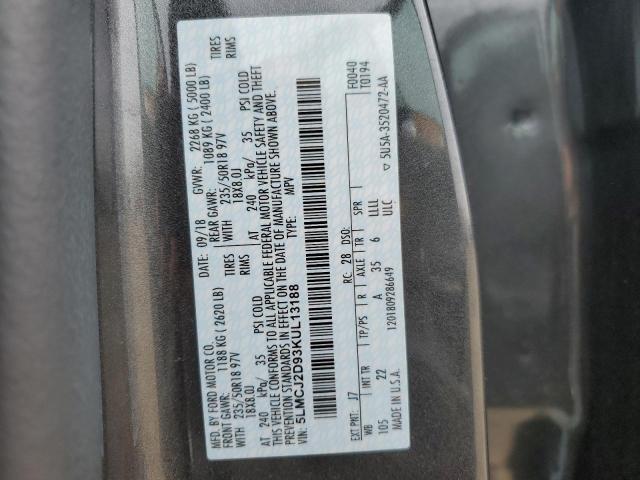 MFD. BY FORD MOTOR CO.
DATE: 09/18 GVWR: 2268 KG ( 5000 LB)
FRONT GAWR: 1188 KG ( 2620 LB) REAR GAWR: 1089 KG ( 2400 LB)
WITH 235/50R18 97V TIRES WITH 235/50R18 97V TIRES
18X8.0J RIMS 18X8.0J RIMS
AT 240 kPa/ 35 PSI COLD AT 240 kPa/ 35 PSI COLD
THIS VEHICLE CONFORMS TO ALL APPLICABLE FEDERAL MOTOR VEHICLE SAFETY AND THEFT
PREVENTION STANDARDS IN EFFECT ON THE DATE OF MANUFACTURE SHOWN ABOVE.
VIN: 5LMCJ2D93KUL13188 TYPE: MPV
F0040
T0194
EXT PNT: J7 RC: 28 DSO:
WB INT TR TP/PS R AXLE TR SPR
105 22 A 35 6 LLLL
MADE IN U.S.A. ULC
1201809286649
5U5A-3520472-AA